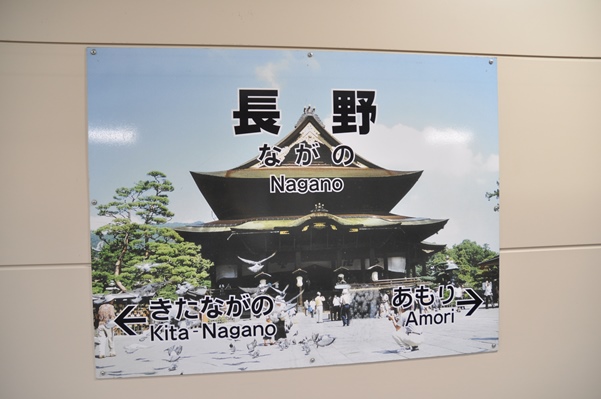 長野
ながの
Nagano
← きたながの
Kita-Nagano
あもり →
Amori